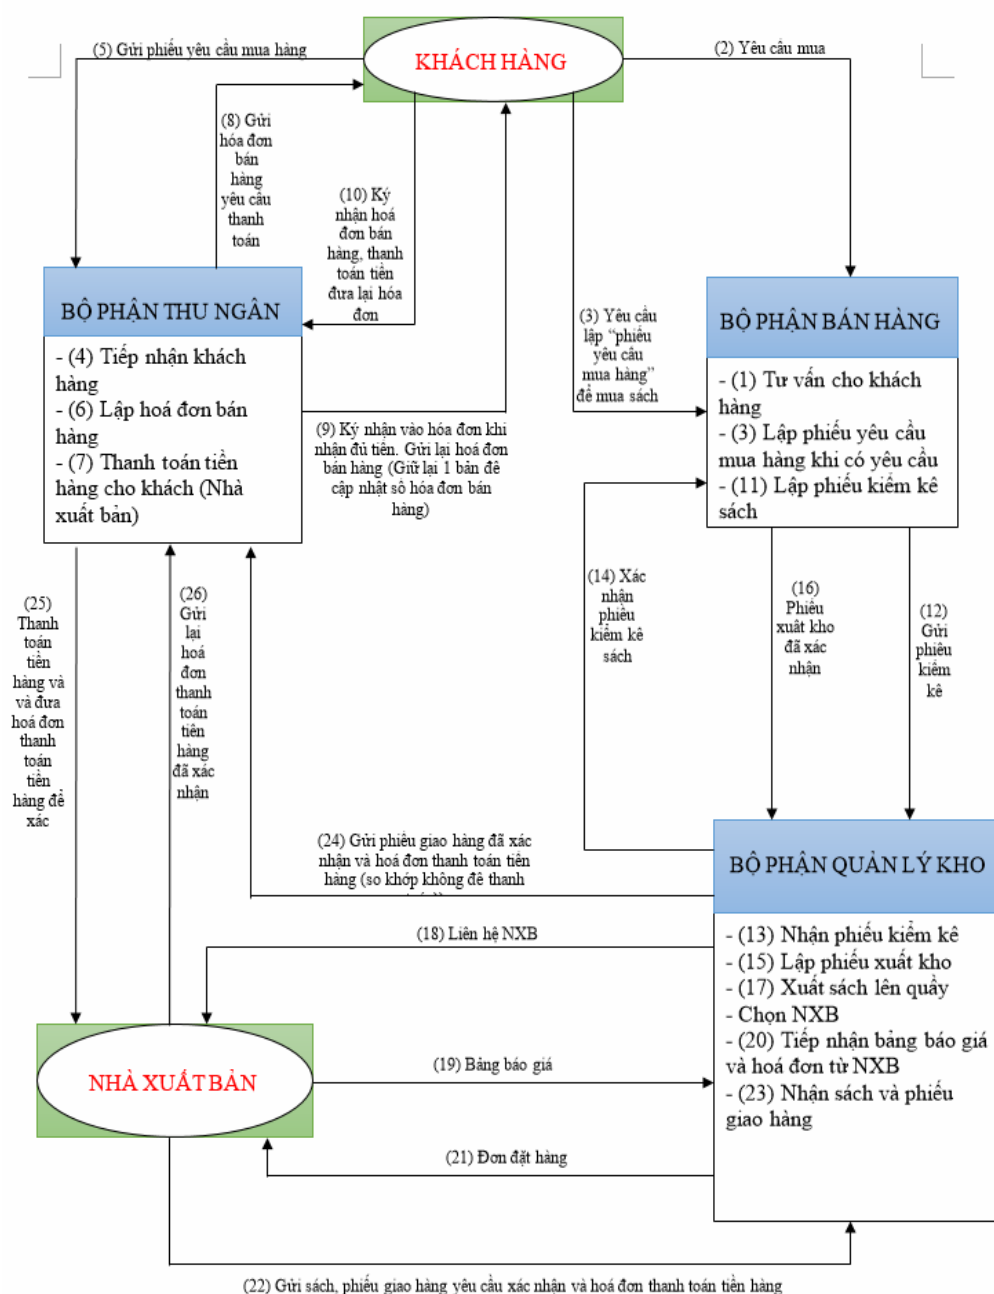 (5) Gửi phiếu yêu cầu mua hàng
KHÁCH HÀNG
(2) Yêu cầu mua
(8) Gửi
hóa đơn
bán
hàng
yêu cầu
thanh
toán
(10) Ký
nhận hoá
đơn bán
hàng, thanh
toán tiền
đưa lại hóa
đơn
(3) Yêu cầu
lập “phiếu
yêu cầu
mua hàng”
để mua sách
BỘ PHẬN THU NGÂN
- (4) Tiếp nhận khách
hàng
- (6) Lập hoá đơn bán
hàng
- (7) Thanh toán tiền
hàng cho khách (Nhà
xuất bản)
BỘ PHẬN BÁN HÀNG
- (1) Tư vấn cho khách
hàng
- (3) Lập phiếu yêu cầu
mua hàng khi có yêu cầu
- (11) Lập phiếu kiểm kê
sách
(9) Ký nhận vào hóa đơn khi
nhận đủ tiền. Gửi lại hoá đơn
bán hàng (Giữ lại 1 bản để
cập nhật sổ hóa đơn bán
hàng)
(25)
Thanh
toán
tiền
hàng và
và đưa
hoá đơn
thanh
toán
tiền
hàng để
xác
(26)
Gửi
lại
hoá
đơn
thanh
toán
tiền
hàng
đã xác
nhận
(14) Xác
nhận
phiếu
kiểm kê
sách
(16)
Phiếu
xuất kho
đã xác
nhận
(12)
Gửi
phiếu
kiểm
kê
(24) Gửi phiếu giao hàng đã xác
nhận và hoá đơn thanh toán tiền
hàng (so khớp không để thanh
BỘ PHẬN QUẢN LÝ KHO
- (13) Nhận phiếu kiểm kê
- (15) Lập phiếu xuất kho
- (17) Xuất sách lên quầy
- Chọn NXB
- (20) Tiếp nhận bảng báo giá
và hoá đơn từ NXB
- (23) Nhận sách và phiếu
giao hàng
(18) Liên hệ NXB
NHÀ XUẤT BẢN
(19) Bảng báo giá
(21) Đơn đặt hàng
(22) Gửi sách, phiếu giao hàng yêu cầu xác nhận và hoá đơn thanh toán tiền hàng